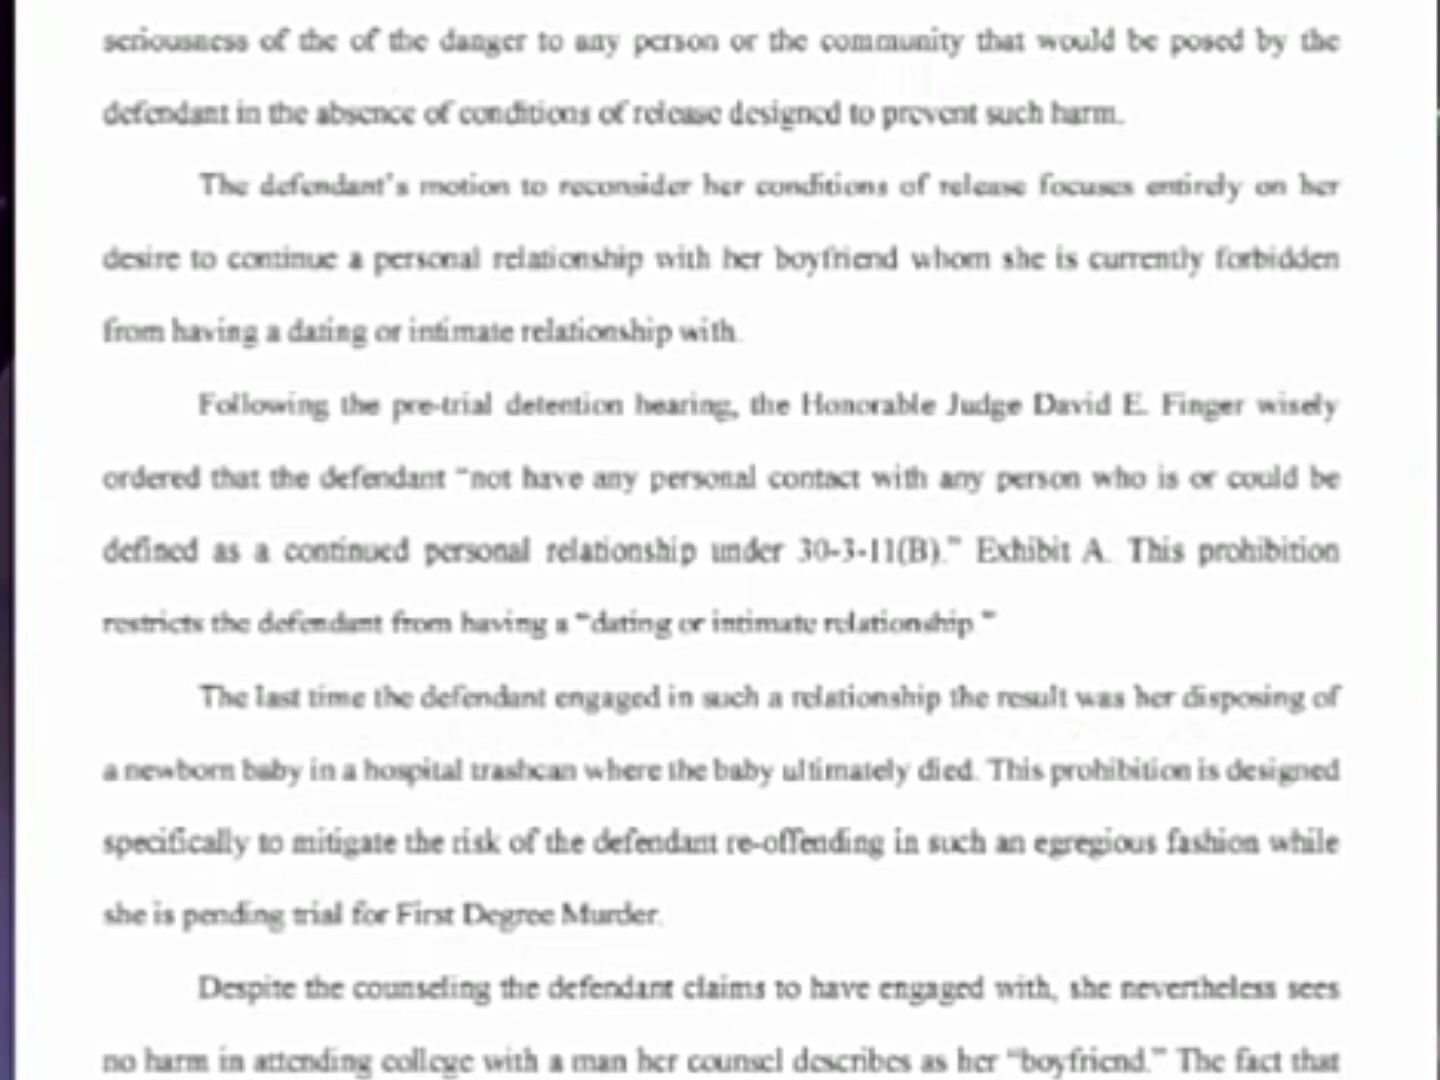 seriousness of the of the danger to any person or the community that would be posed by the
defendant in the absence of conditions of release designed to prevent such harm.
The defendant's motion to reconsider her conditions of release focuses entirely on her
desire to continue a personal relationship with her boyfriend whom she is currently forbidden
from having a dating or intimate relationship with.
Following the pre-trial detention hearing, the Honorable Judge David E. Finger wisely
ordered that the defendant "not have any personal contact with any person who is or could be
defined as a continued personal relationship under 30-3-11(B)." Exhibit A. This prohibition
restricts the defendant from having a "dating or intimate relationship."
The last time the defendant engaged in such a relationship the result was her disposing of
a newborn baby in a hospital trashcan where the baby ultimately died. This prohibition is designed
specifically to mitigate the risk of the defendant re-offending in such an egregious fashion while
she is pending trial for First Degree Murder.
Despite the counseling the defendant claims to have engaged with, she nevertheless sees
no harm in attending college with a man her counsel describes as her "boyfriend." The fact that